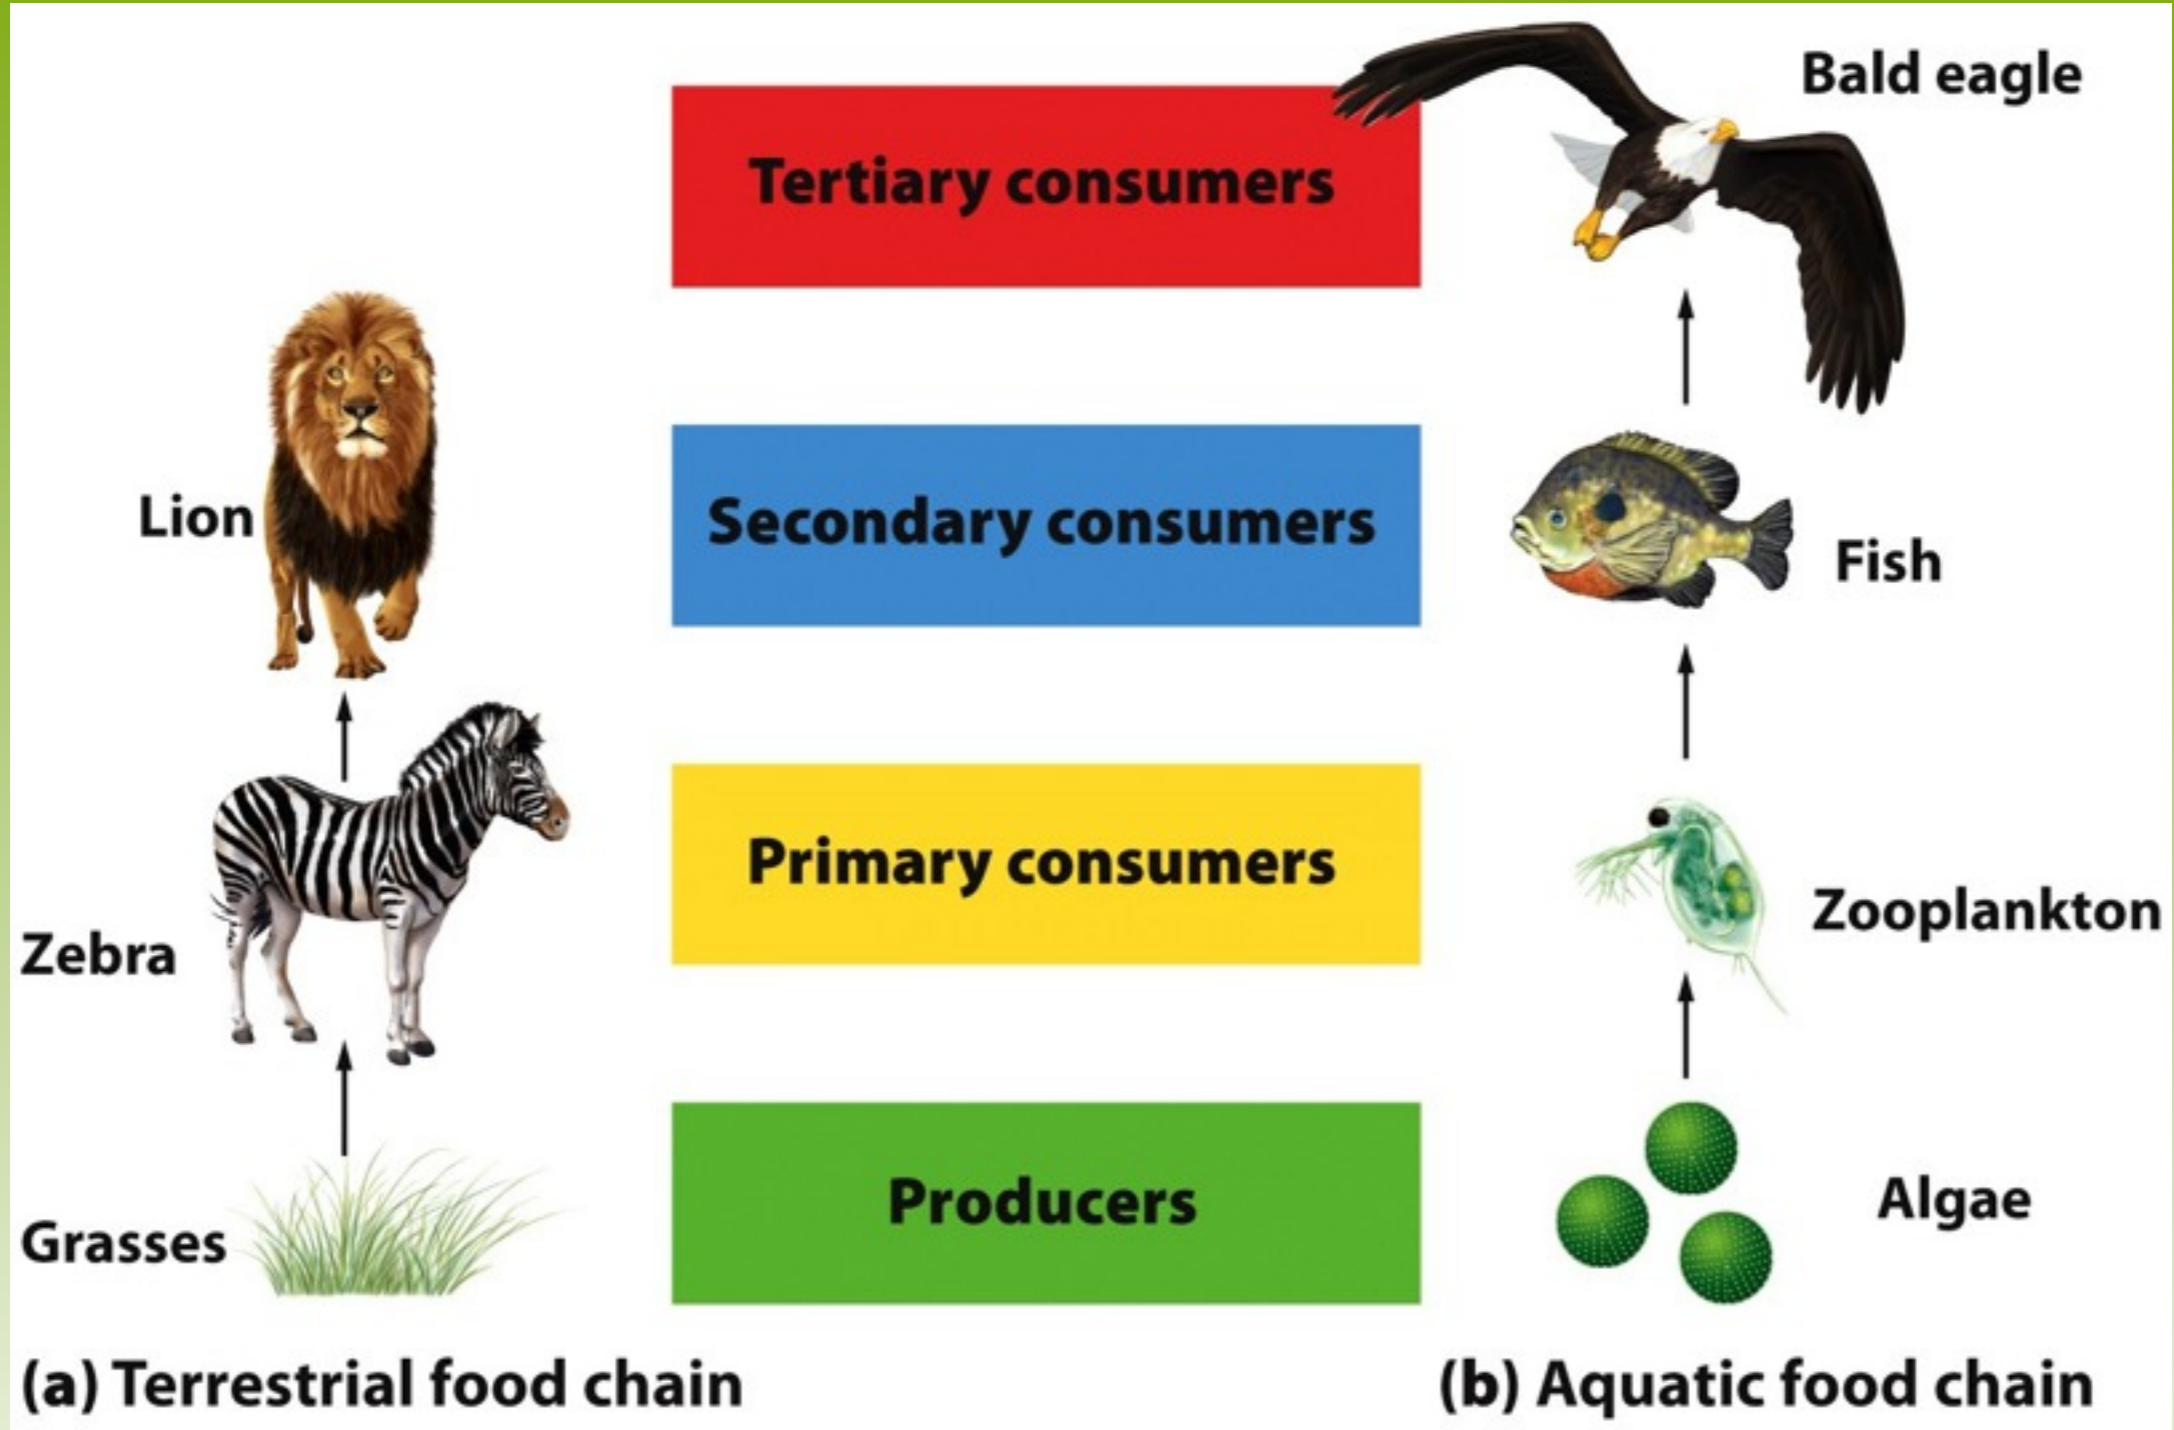 Bald eagle
Tertiary consumers
Lion
Secondary consumers
Fish
Primary consumers
Zooplankton
Zebra
Producers
Algae
Grasses
(a) Terrestrial food chain
(b) Aquatic food chain